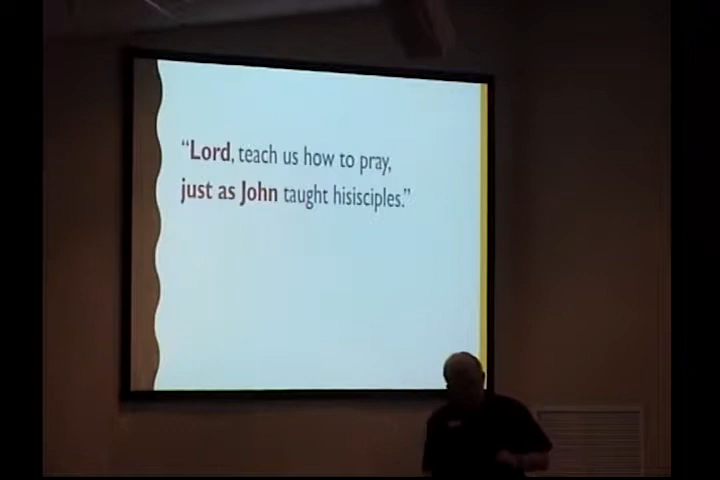 “Lord, teach us how to pray,
just as John taught hisisciples.”